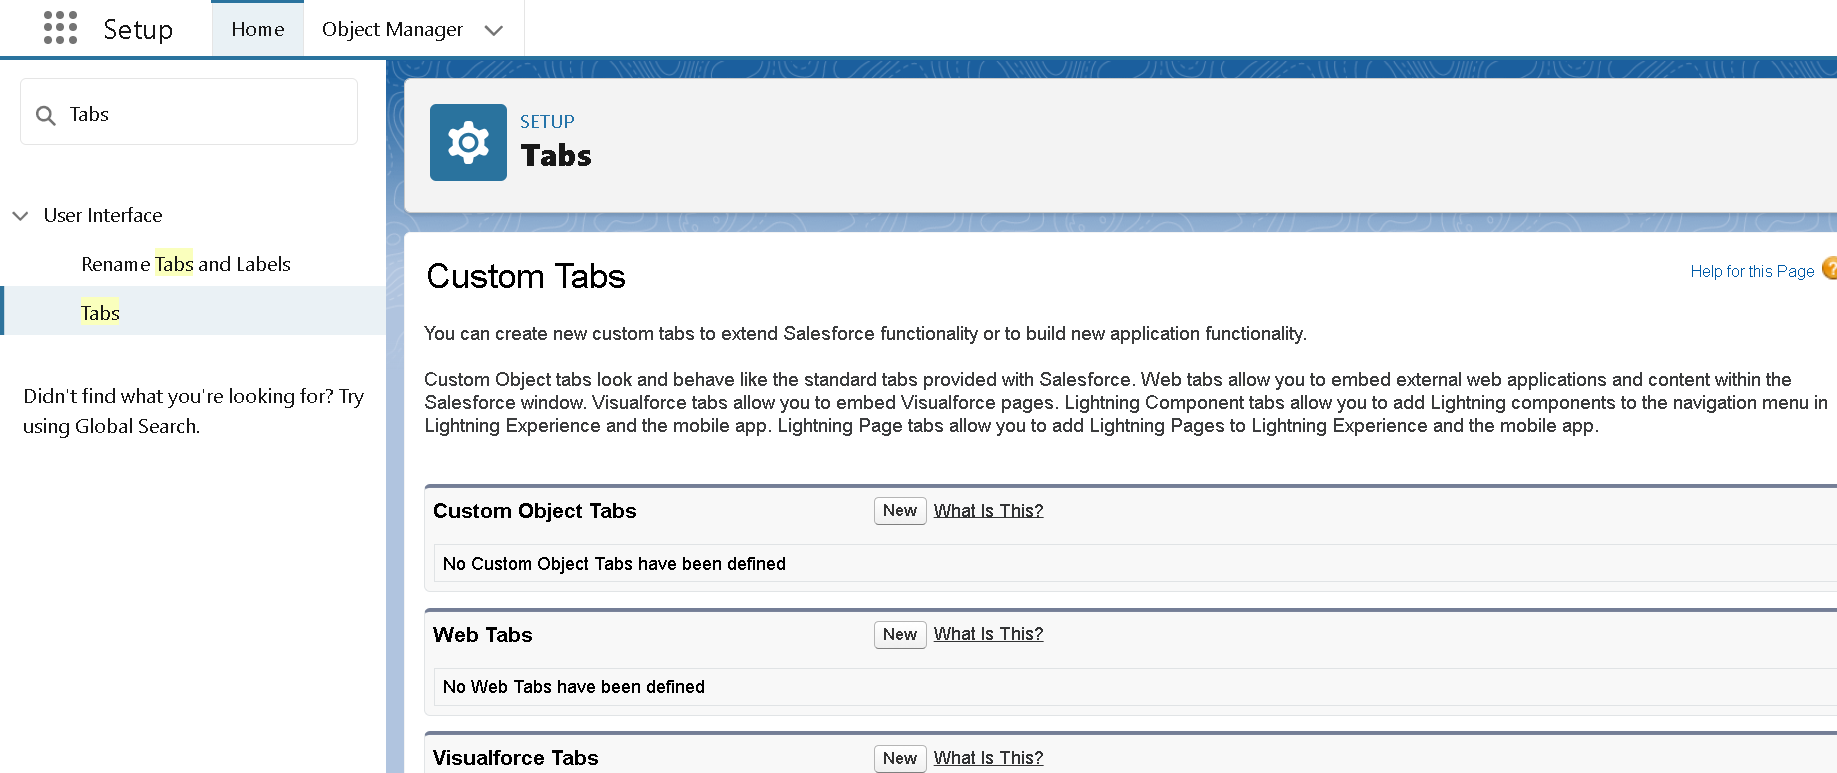 Setup
Home
Object Manager
Tabs
User Interface
Rename Tabs and Labels
Tabs
Didn't find what you're looking for? Try
using Global Search.
SETUP
Tabs
Custom Tabs
Help for this Page
?
You can create new custom tabs to extend Salesforce functionality or to build new application functionality.
Custom Object tabs look and behave like the standard tabs provided with Salesforce. Web tabs allow you to embed external web applications and content within the
Salesforce window. Visualforce tabs allow you to embed Visualforce pages. Lightning Component tabs allow you to add Lightning components to the navigation menu in
Lightning Experience and the mobile app. Lightning Page tabs allow you to add Lightning Pages to Lightning Experience and the mobile app.
Custom Object Tabs New What Is This?
No Custom Object Tabs have been defined
Web Tabs New What Is This?
No Web Tabs have been defined
Visualforce Tabs New What Is This?